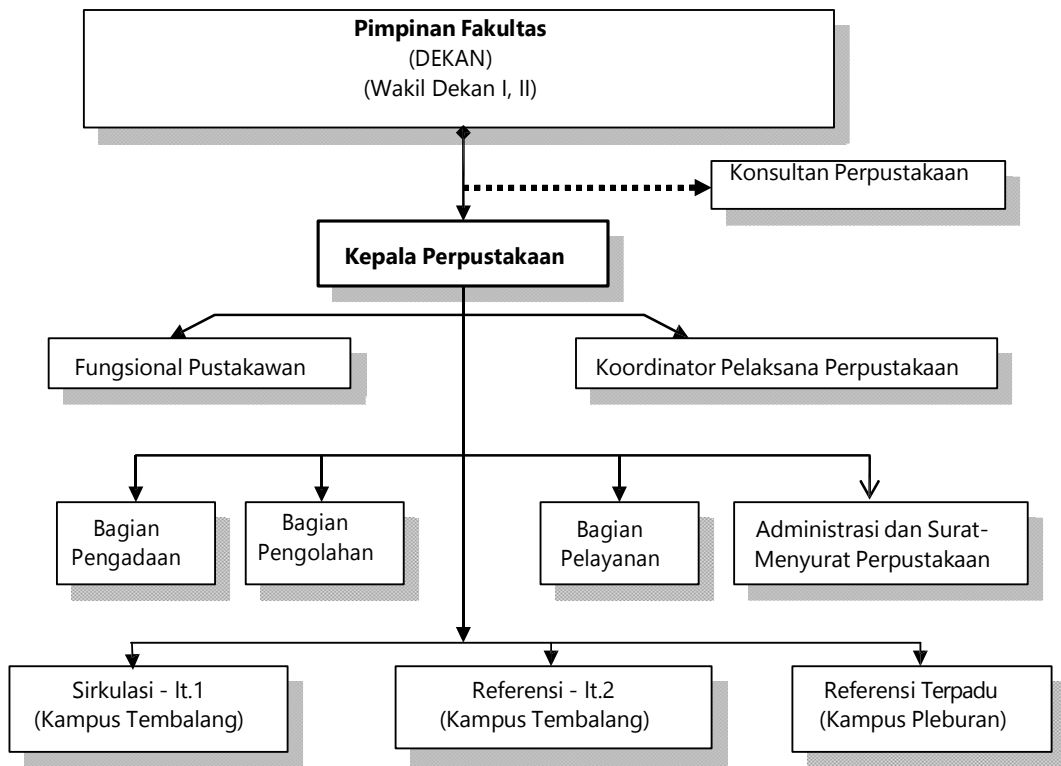 Pimpinan Fakultas
(DEKAN)
(Wakil Dekan I, II)
Konsultan Perpustakaan
Kepala Perpustakaan
Fungsional Pustakawan
Koordinator Pelaksana Perpustakaan
Bagian
Pengadaan
Bagian
Pengolahan
Bagian
Pelayanan
Administrasi dan Surat-
Menyurat Perpustakaan
Sirkulasi - lt.1
(Kampus Tembalang)
Referensi - lt.2
(Kampus Tembalang)
Referensi Terpadu
(Kampus Pleburan)